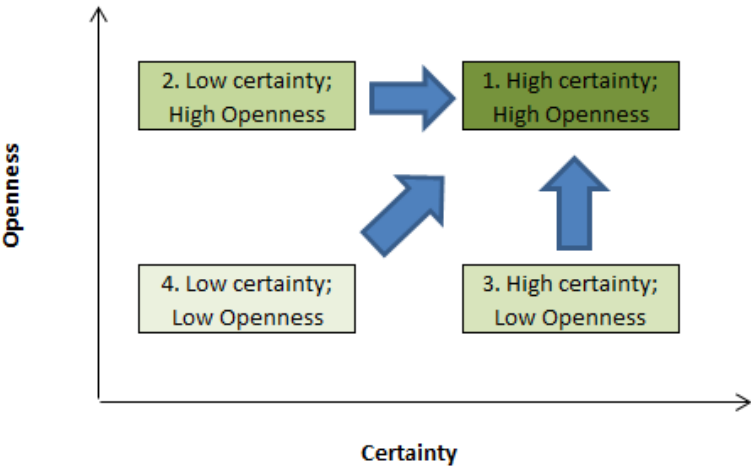 2. Low certainty;
High Openness
1. High certainty;
High Openness
Openness
4. Low certainty;
Low Openness
3. High certainty;
Low Openness
Certainty